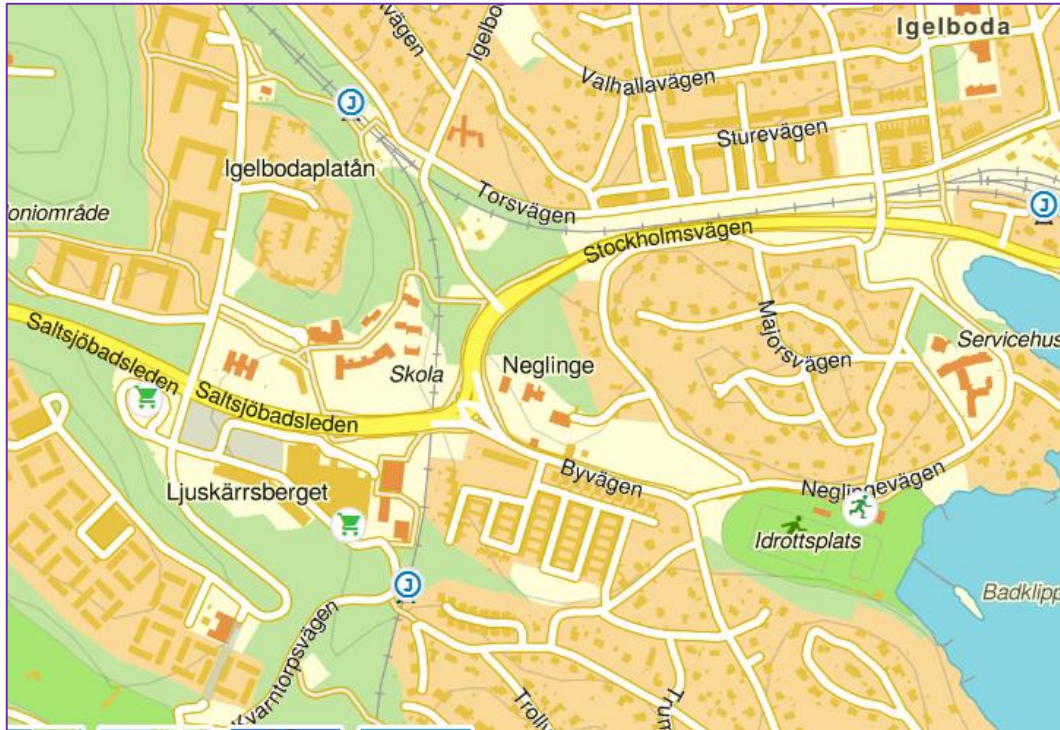 Igelboda
Valhallavägen
Sturevägen
J
Igelbodaplatån
Torsvägen
J
Stockholmsvägen
Saltsjöbadsleden
Saltsjöbadsleden
Majorsvägen
Servicehus
Neglinge
Skola
Byvägen
Neglingevägen
Ljuskärrsberget
Idrottsplats
J
Kvarntorpsvägen